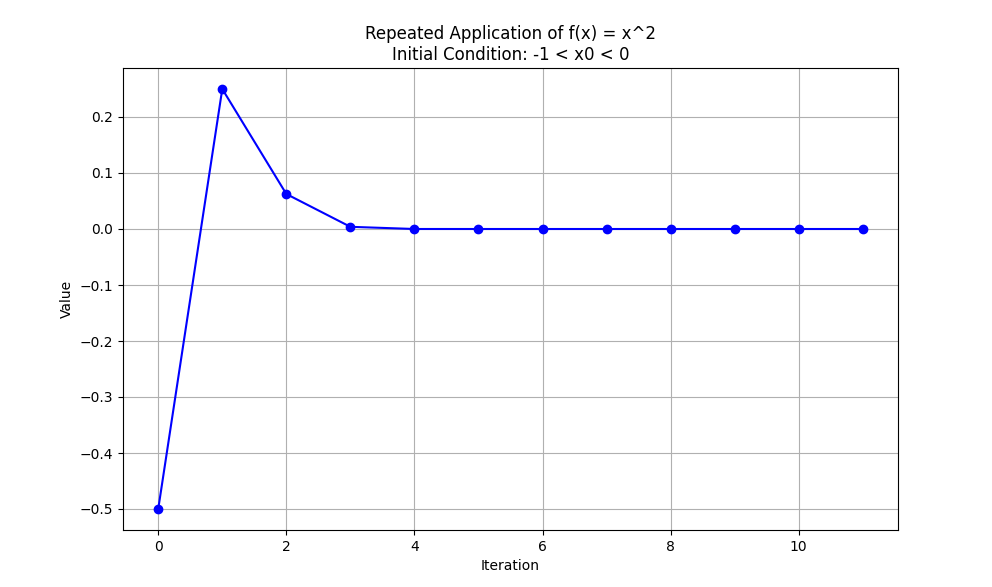 Repeated Application of f(x) = x^2
Initial Condition: -1 < x0 < 0
0.2
0.1
0.0
−0.1
−0.2
−0.3
−0.4
−0.5
Value
0 2 4 6 8 10
Iteration